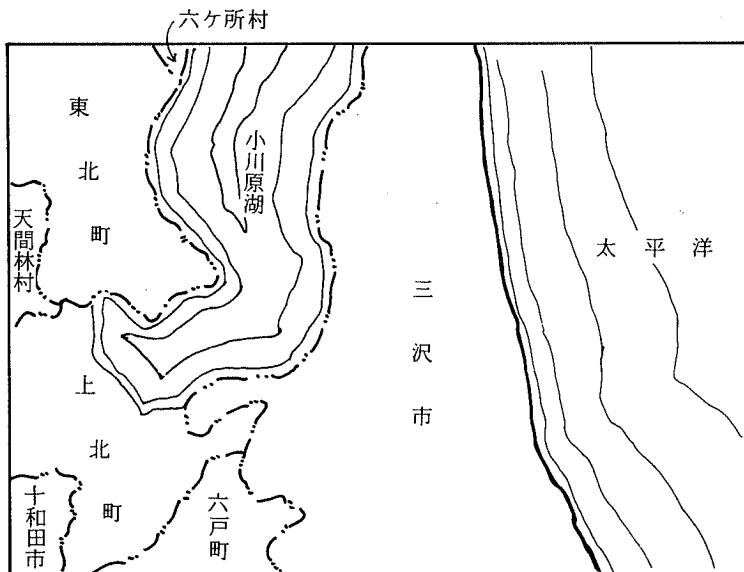 六ケ所村
東北町
小川原湖
天間林村
太平洋
三沢市
上北町
十和田市
六戸町